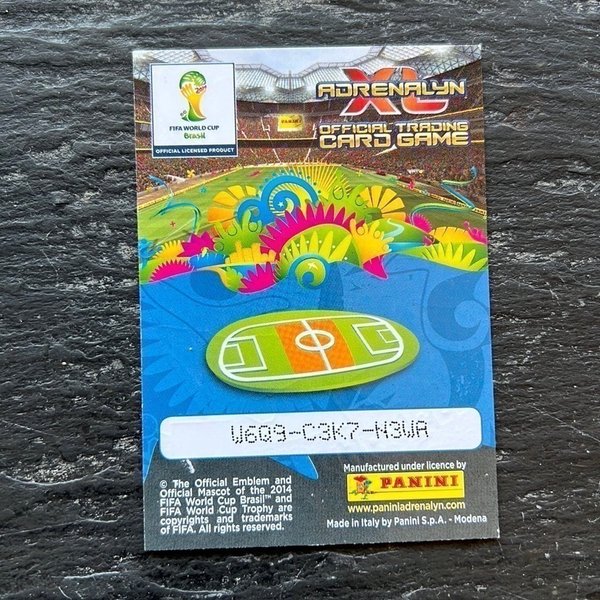 FIFA WORLD CUP
Brasil
OFFICIAL LICENSED PRODUCT
ADRENALYN
XL
OFFICIAL TRADING
CARD GAME
PANINI
W6Q9-C3K7-N3WA
© The Official Emblem and
Official Mascot of the 2014
FIFA World Cup Brasil™ and
FIFA World Cup Trophy are
copyrights and trademarks
of FIFA. All rights reserved.
Manufactured under licence by
PANINI
www.paniniadrenalyn.com
Made in Italy by Panini S.p.A. - Modena